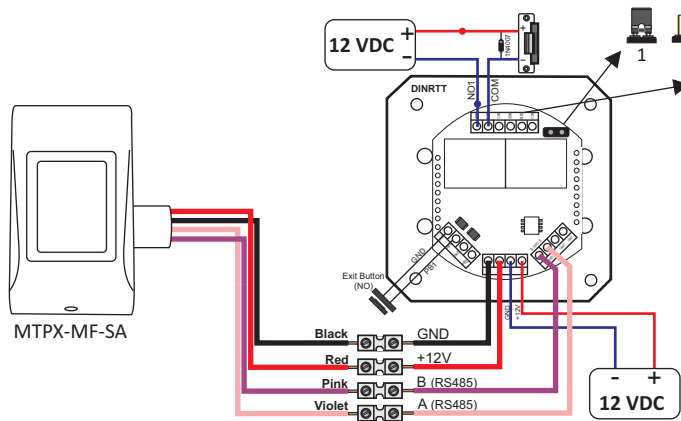 12 VDC
+
-
1N4007
+
-
1
DINRTT
NO1
COM
GND
PB1
Exit Button
(NO)
GND
+12V
MTPX-MF-SA
Black
GND
Red
+12V
Pink
B (RS485)
Violet
A (RS485)
- +
12 VDC